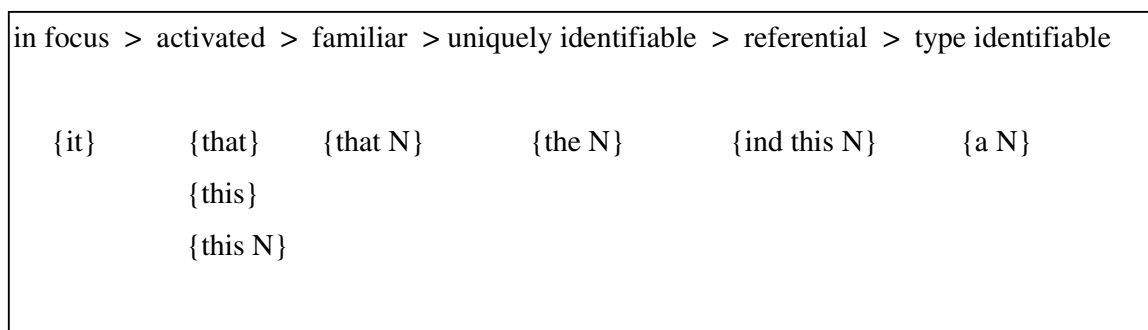 in focus > activated > familiar > uniquely identifiable > referential > type identifiable
{it} {that} {that N} {the N} {ind this N} {a N}
{this}
{this N}